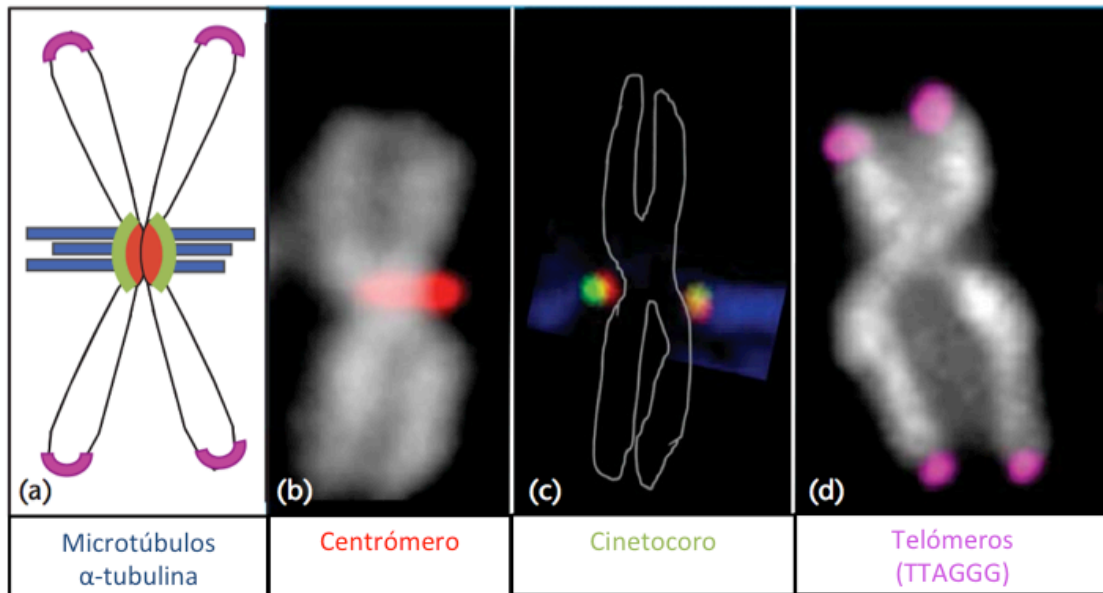 (a)
(b)
(c)
(d)
Microtúbulos
α-tubulina
Centrómero
Cinetocoro
Telómeros
(TTAGGG)